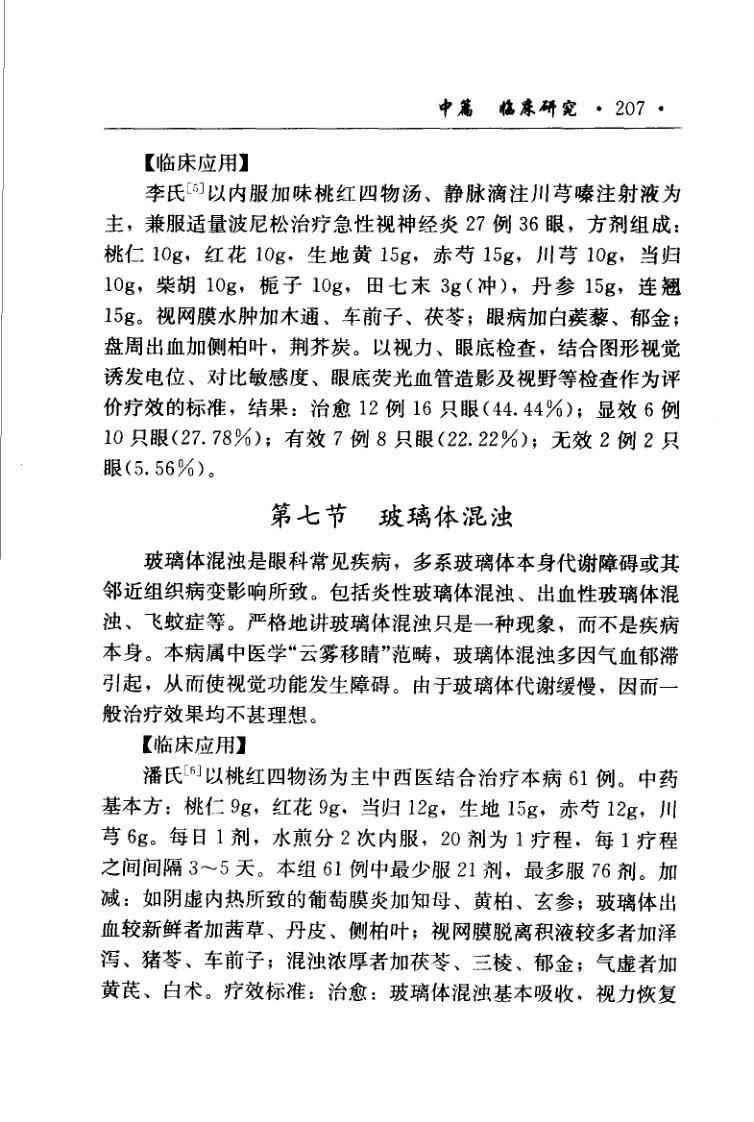 中篇 临床研究 · 207 ·
【临床应用】
李氏[5]以内服加味桃红四物汤、静脉滴注川芎嗪注射液为
主，兼服适量波尼松治疗急性视神经炎 27 例 36 眼，方剂组成：
桃仁 10g，红花 10g，生地黄 15g，赤芍 15g，川芎 10g，当归
10g，柴胡 10g，栀子 10g，田七末 3g(冲)，丹参 15g，连翘
15g。视网膜水肿加木通、车前子、茯苓；眼病加白蒺藜、郁金；
盘周出血加侧柏叶，荆芥炭。以视力、眼底检查，结合图形视觉
诱发电位、对比敏感度、眼底荧光血管造影及视野等检查作为评
价疗效的标准，结果：治愈 12 例 16 只眼(44.44%)；显效 6 例
10 只眼(27.78%)；有效 7 例 8 只眼(22.22%)；无效 2 例 2 只
眼(5.56%)。
第七节 玻璃体混浊
玻璃体混浊是眼科常见疾病，多系玻璃体本身代谢障碍或其
邻近组织病变影响所致。包括炎性玻璃体混浊、出血性玻璃体混
浊、飞蚊症等。严格地讲玻璃体混浊只是一种现象，而不是疾病
本身。本病属中医学“云雾移睛”范畴，玻璃体混浊多因气血郁滞
引起，从而使视觉功能发生障碍。由于玻璃体代谢缓慢，因而一
般治疗效果均不甚理想。
【临床应用】
潘氏[6]以桃红四物汤为主中西医结合治疗本病 61 例。中药
基本方：桃仁 9g，红花 9g，当归 12g，生地 15g，赤芍 12g，川
芎 6g。每日 1 剂，水煎分 2 次内服，20 剂为 1 疗程，每 1 疗程
之间间隔 3～5 天。本组 61 例中最少服 21 剂，最多服 76 剂。加
减：如阴虚内热所致的葡萄膜炎加知母、黄柏、玄参；玻璃体出
血较新鲜者加茜草、丹皮、侧柏叶；视网膜脱离积液较多者加泽
泻、猪苓、车前子；混浊浓厚者加茯苓、三棱、郁金；气虚者加
黄芪、白术。疗效标准：治愈：玻璃体混浊基本吸收，视力恢复